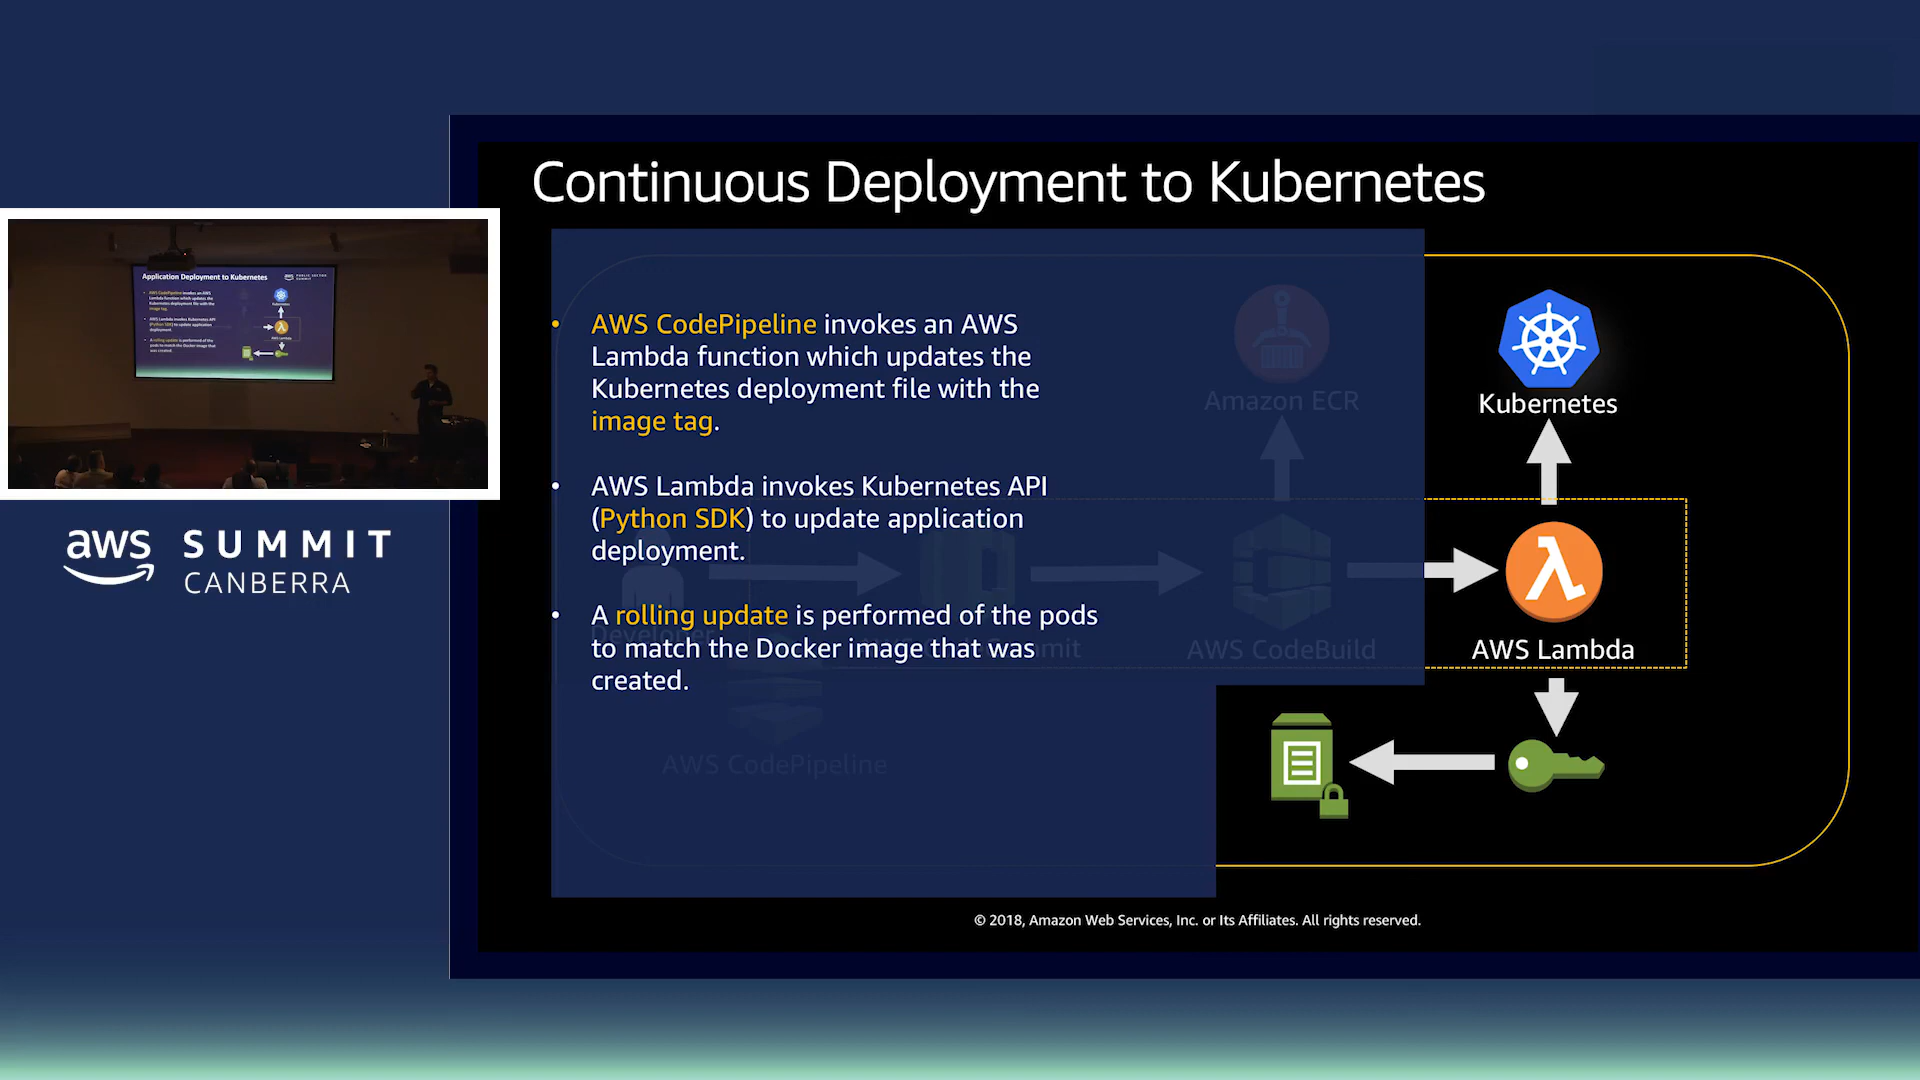 Continuous Deployment to Kubernetes
• AWS CodePipeline invokes an AWS
Lambda function which updates the
Kubernetes deployment file with the
image tag.
• AWS Lambda invokes Kubernetes API
(Python SDK) to update application
deployment.
• A rolling update is performed of the pods
to match the Docker image that was
created.
Amazon ECR
Kubernetes
Developer
AWS CodeBuild
AWS Lambda
AWS CodePipeline
© 2018, Amazon Web Services, Inc. or Its Affiliates. All rights reserved.
Application Deployment to Kubernetes
aws SUMMIT
CANBERRA